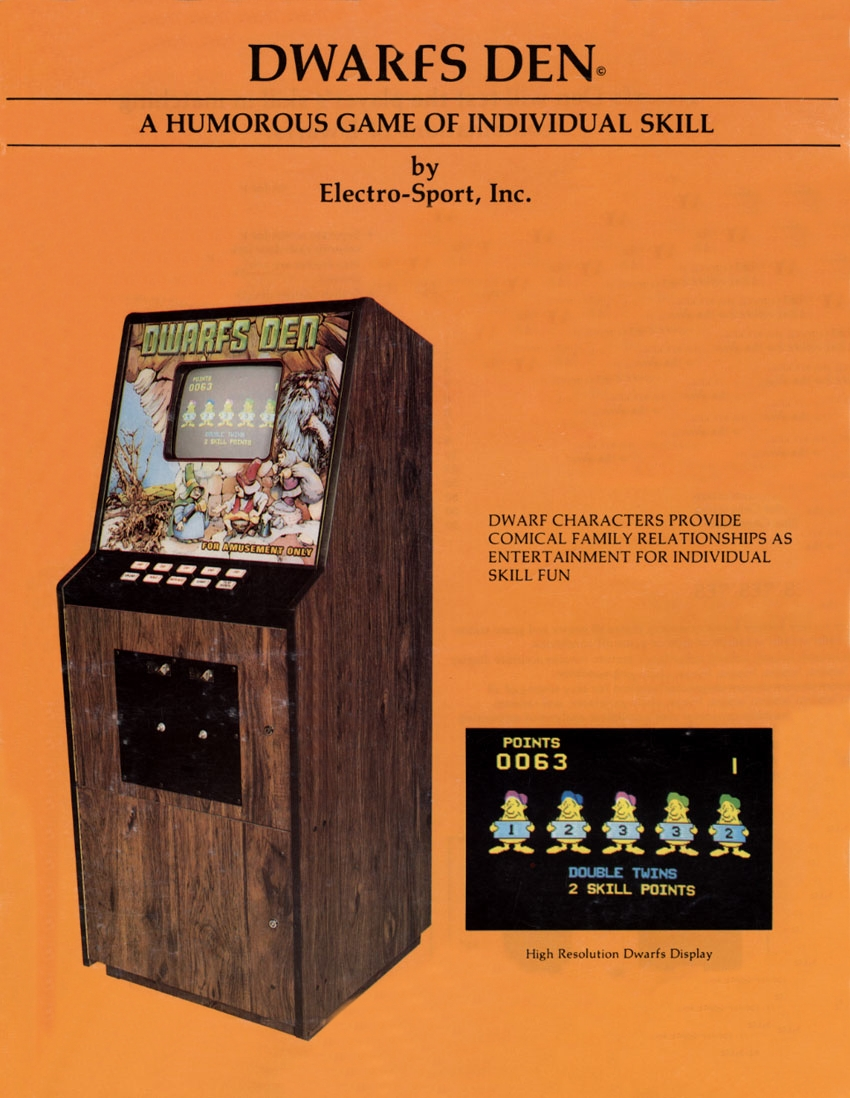 DWARFS DEN©
A HUMOROUS GAME OF INDIVIDUAL SKILL
by
Electro-Sport, Inc.
DWARFS DEN
POINTS
0063 1
DOUBLE TWINS
2 SKILL POINTS
FOR AMUSEMENT ONLY
DWARF CHARACTERS PROVIDE
COMICAL FAMILY RELATIONSHIPS AS
ENTERTAINMENT FOR INDIVIDUAL
SKILL FUN
POINTS
0063 1
1 2 3 3 2
DOUBLE TWINS
2 SKILL POINTS
High Resolution Dwarfs Display